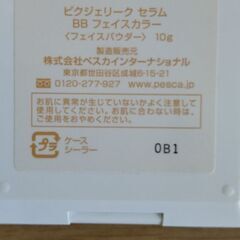 ビクジェリーク セラム
BB フェイスカラー
〈フェイスパウダー〉 10g
製造販売元
株式会社ペスカインターナショナル
東京都世田谷区成城6-15-21
0120-277-927 www.pesca.jp
お肌に異常が生じていないかよく注意して
使用してください。お肌に合わない時は、
ご使用をおやめください。
プラ
ケース
シーラー
0B1